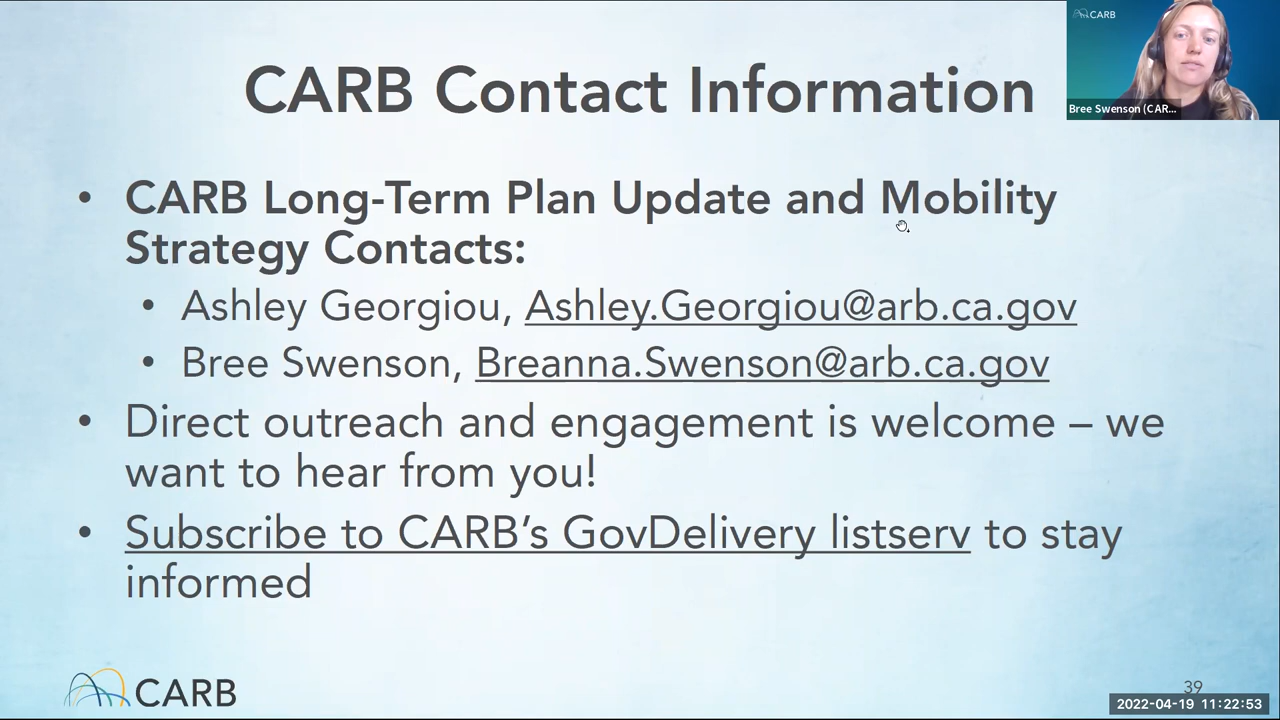 CARB
Bree Swenson (CAR...
CARB Contact Information
• CARB Long-Term Plan Update and Mobility
Strategy Contacts:
• Ashley Georgiou, Ashley.Georgiou@arb.ca.gov
• Bree Swenson, Breanna.Swenson@arb.ca.gov
• Direct outreach and engagement is welcome – we
want to hear from you!
• Subscribe to CARB’s GovDelivery listserv to stay
informed
CARB
39
2022-04-19 11:22:53